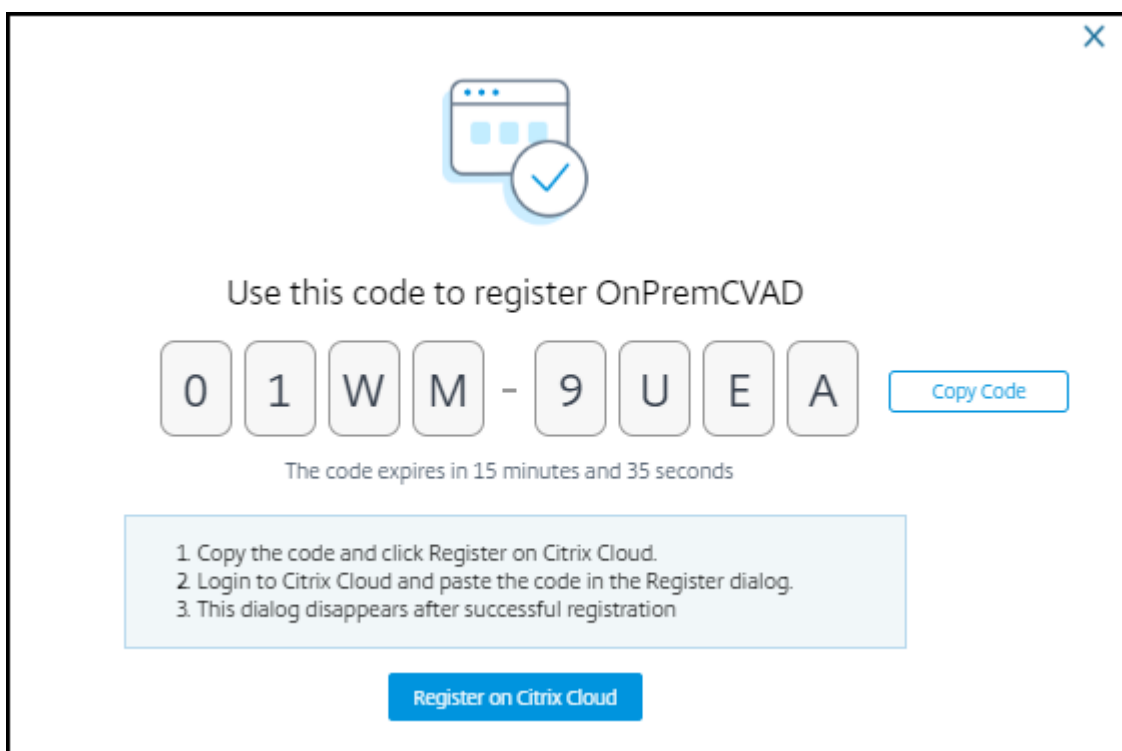 Use this code to register OnPremCVAD
0 1 W M - 9 U E A
Copy Code
The code expires in 15 minutes and 35 seconds
1. Copy the code and click Register on Citrix Cloud.
2. Login to Citrix Cloud and paste the code in the Register dialog.
3. This dialog disappears after successful registration
Register on Citrix Cloud